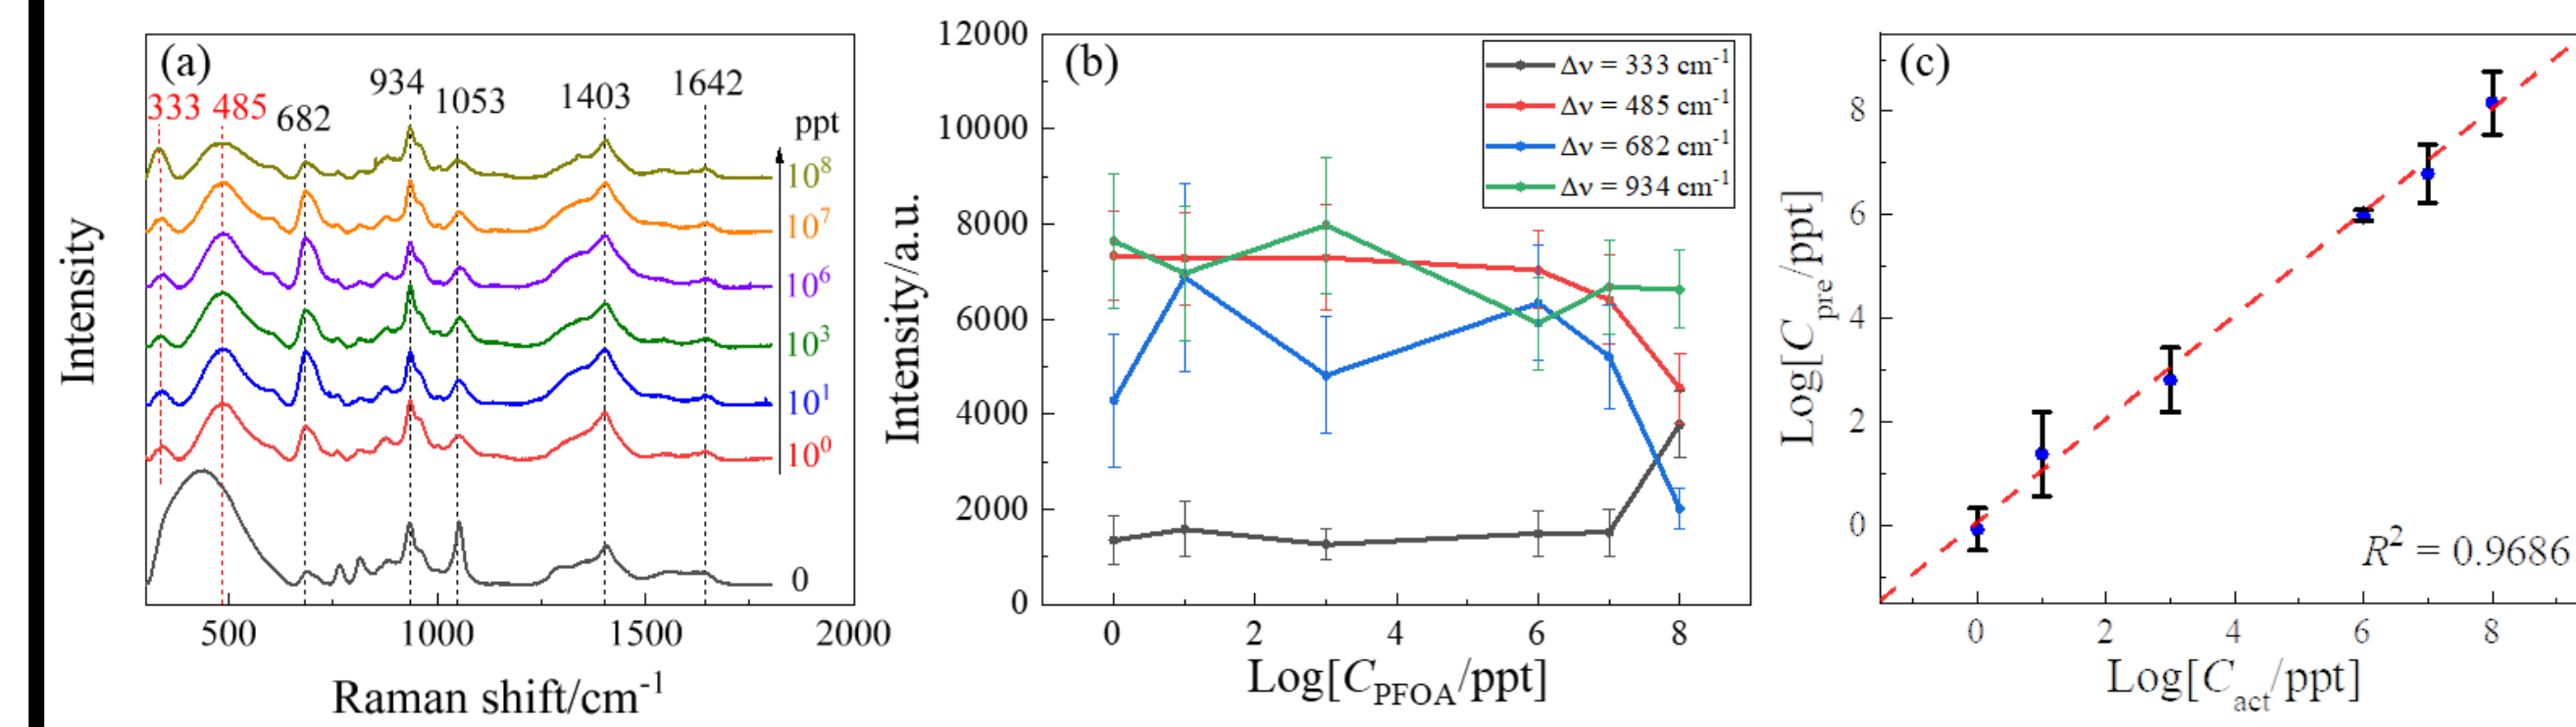 (a)
333 485
682
934
1053
1403
1642
ppt
10⁸
10⁷
10⁶
10³
10¹
10⁰
0
Intensity
500 1000 1500 2000
Raman shift/cm⁻¹
(b)
12000
10000
8000
6000
4000
2000
0
Intensity/a.u.
Δν = 333 cm⁻¹
Δν = 485 cm⁻¹
Δν = 682 cm⁻¹
Δν = 934 cm⁻¹
0 2 4 6 8
Log[C_PFOA/ppt]
(c)
8
6
4
2
0
Log[C_pre/ppt]
R² = 0.9686
0 2 4 6 8
Log[C_act/ppt]